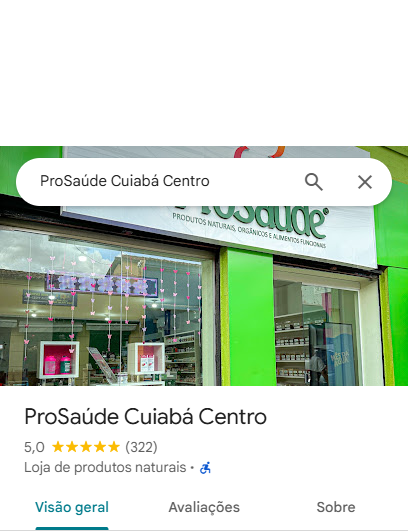 ProSaúde Cuiabá Centro
ProSaúde
PRODUTOS NATURAIS, ORGÂNICOS E ALIMENTOS FUNCIONAIS
ProSaúde Cuiabá Centro
5,0 (322)
Loja de produtos naturais ·
Visão geral Avaliações Sobre